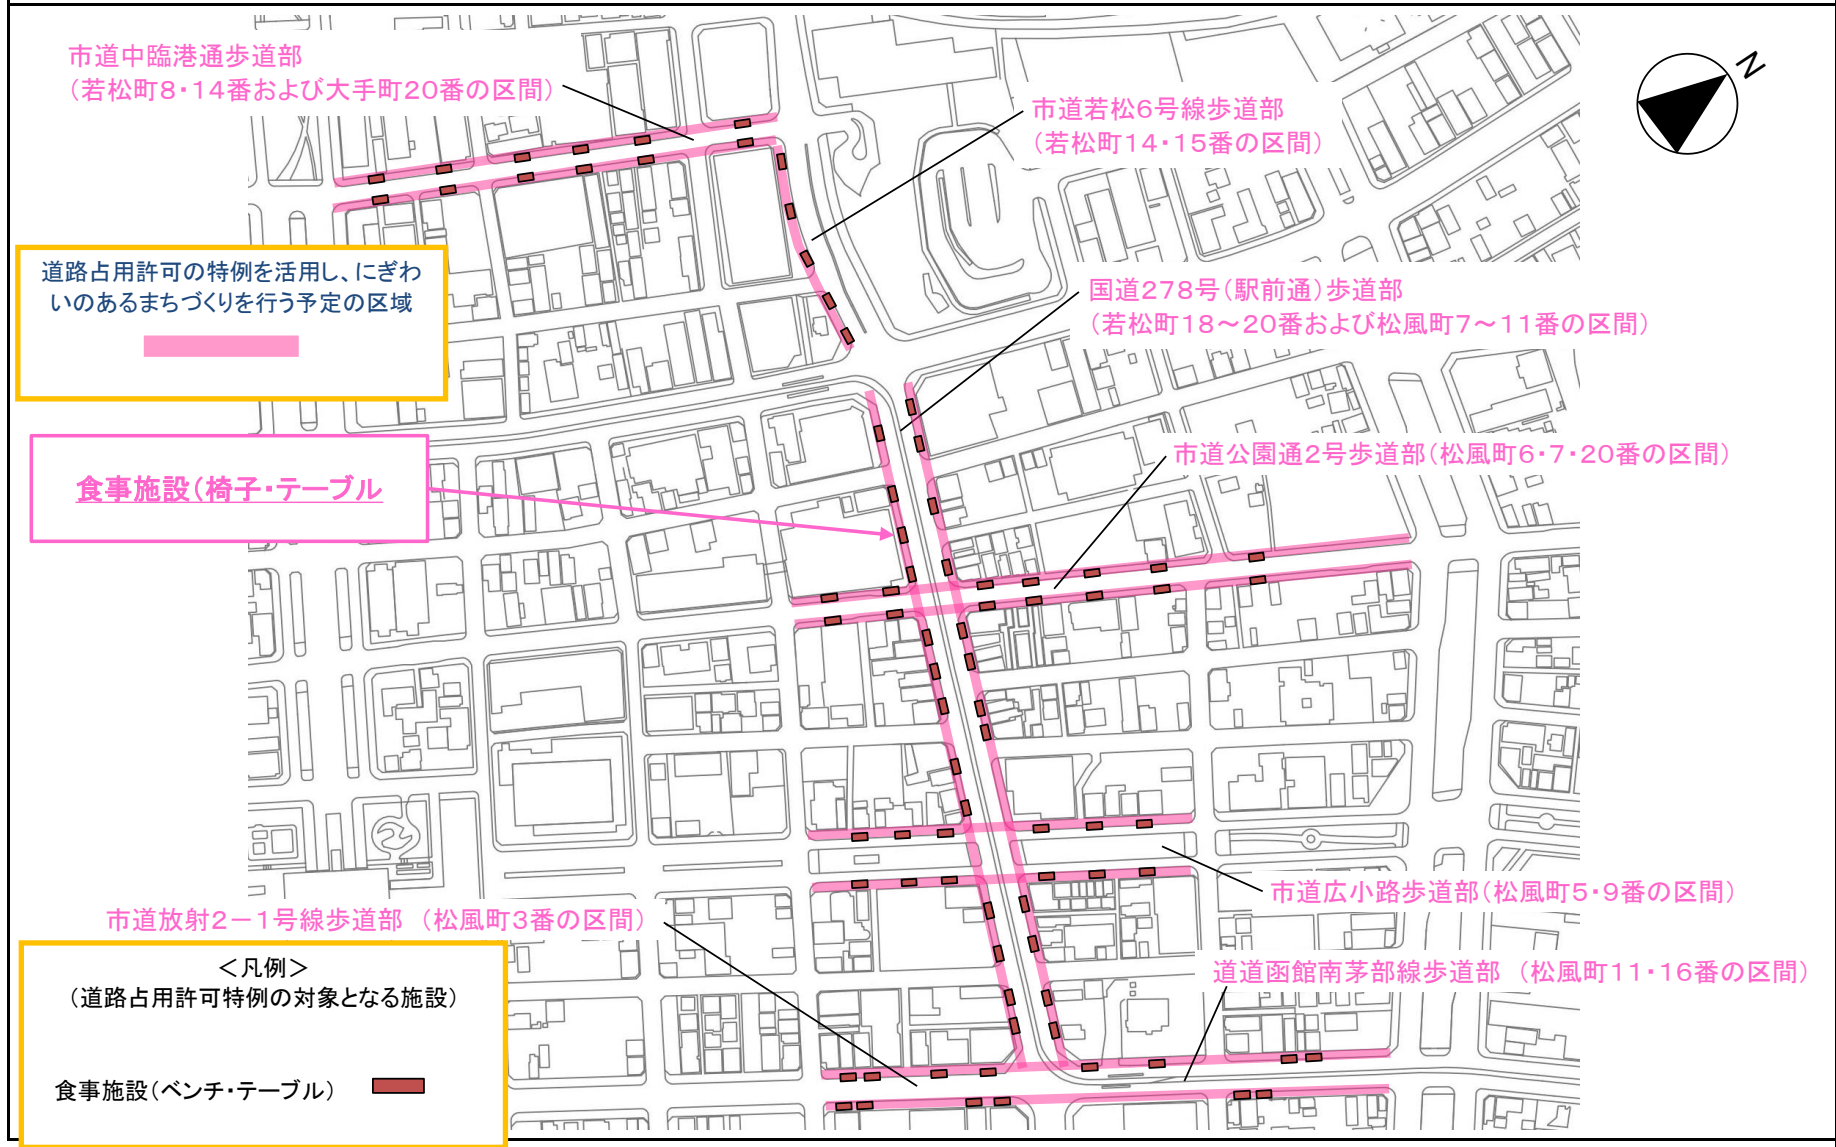 市道中臨港通歩道部
(若松町8・14番および大手町20番の区間)
市道若松6号線歩道部
(若松町14・15番の区間)
N
道路占用許可の特例を活用し、にぎわ
いのあるまちづくりを行う予定の区域
国道278号(駅前通)歩道部
(若松町18～20番および松風町7～11番の区間)
食事施設(椅子・テーブル
市道公園通2号歩道部(松風町6・7・20番の区間)
市道広小路歩道部(松風町5・9番の区間)
市道放射2－1号線歩道部 (松風町3番の区間)
道道函館南茅部線歩道部 (松風町11・16番の区間)
＜凡例＞
(道路占用許可特例の対象となる施設)
食事施設(ベンチ・テーブル)